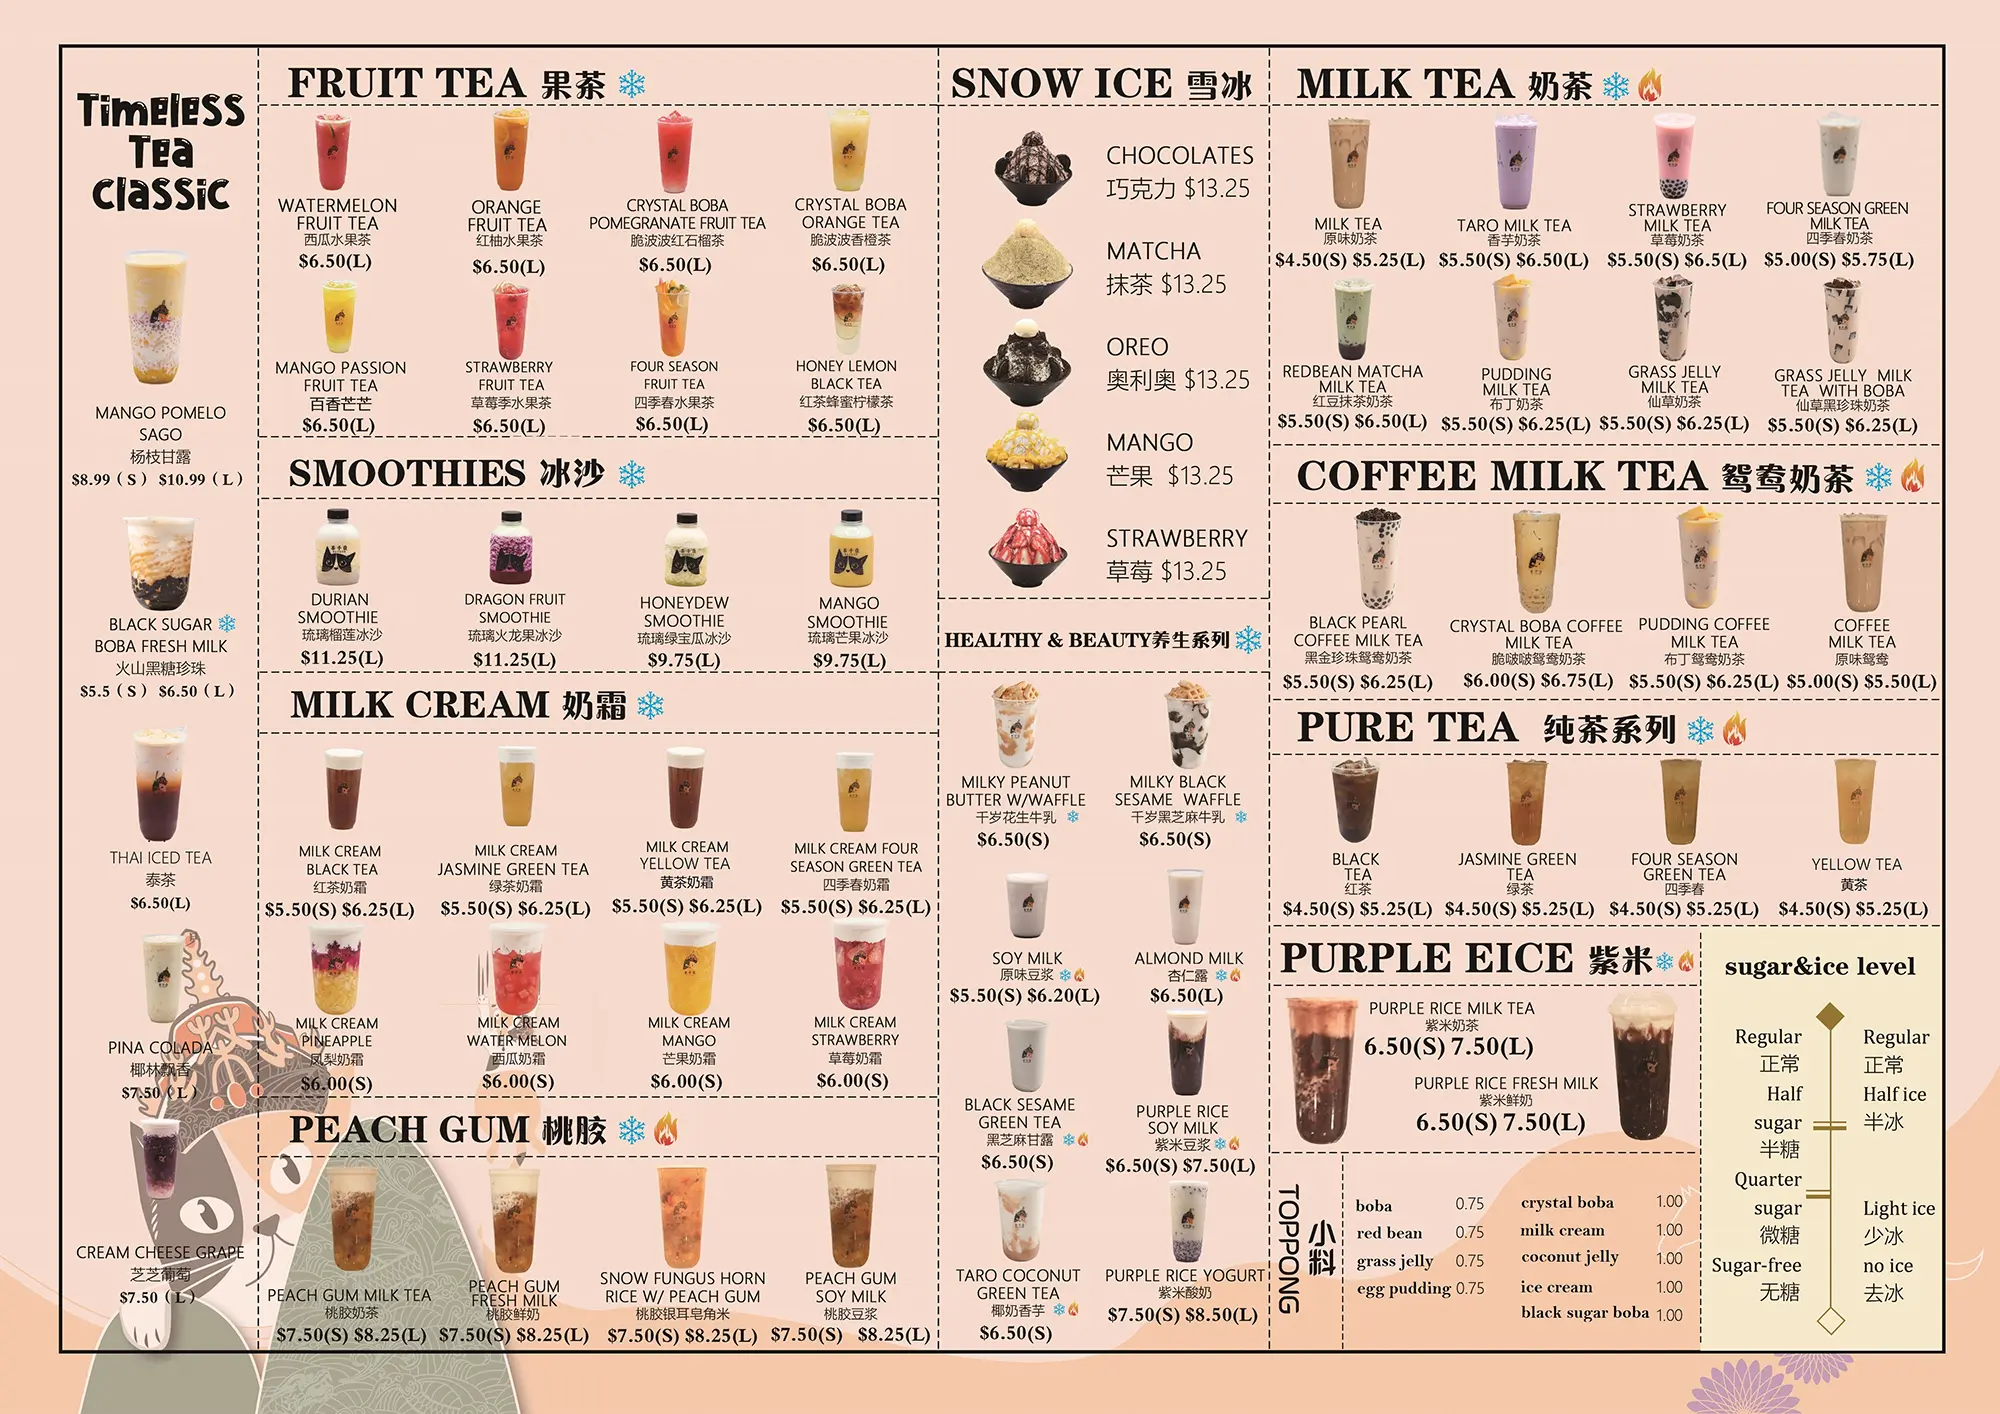 Timeless
Tea
classic
MANGO POMELO
SAGO
杨枝甘露
$8.99 ( S )  $10.99 ( L )
BLACK SUGAR
BOBA FRESH MILK
火山黑糖珍珠
$5.5 ( S )  $6.50 ( L )
THAI ICED TEA
泰茶
$6.50(L)
PINA COLADA
椰林飘香
$7.50 ( L )
CREAM CHEESE GRAPE
芝芝葡萄
$7.50 ( L )
FRUIT TEA 果茶
WATERMELON
FRUIT TEA
西瓜水果茶
$6.50(L)
ORANGE
FRUIT TEA
红柚水果茶
$6.50(L)
CRYSTAL BOBA
POMEGRANATE FRUIT TEA
脆波波红石榴茶
$6.50(L)
CRYSTAL BOBA
ORANGE TEA
脆波波香橙茶
$6.50(L)
MANGO PASSION
FRUIT TEA
百香芒芒
$6.50(L)
STRAWBERRY
FRUIT TEA
草莓季水果茶
$6.50(L)
FOUR SEASON
FRUIT TEA
四季春水果茶
$6.50(L)
HONEY LEMON
BLACK TEA
红茶蜂蜜柠檬茶
$6.50(L)
SMOOTHIES 冰沙
DURIAN
SMOOTHIE
琉璃榴莲冰沙
$11.25(L)
DRAGON FRUIT
SMOOTHIE
琉璃火龙果冰沙
$11.25(L)
HONEYDEW
SMOOTHIE
琉璃绿宝瓜冰沙
$9.75(L)
MANGO
SMOOTHIE
琉璃芒果冰沙
$9.75(L)
MILK CREAM 奶霜
MILK CREAM
BLACK TEA
红茶奶霜
$5.50(S) $6.25(L)
MILK CREAM
JASMINE GREEN TEA
绿茶奶霜
$5.50(S) $6.25(L)
MILK CREAM
YELLOW TEA
黄茶奶霜
$5.50(S) $6.25(L)
MILK CREAM FOUR
SEASON GREEN TEA
四季春奶霜
$5.50(S) $6.25(L)
MILK CREAM
PINEAPPLE
凤梨奶霜
$6.00(S)
MILK CREAM
WATER MELON
西瓜奶霜
$6.00(S)
MILK CREAM
MANGO
芒果奶霜
$6.00(S)
MILK CREAM
STRAWBERRY
草莓奶霜
$6.00(S)
PEACH GUM 桃胶
PEACH GUM MILK TEA
桃胶奶茶
$7.50(S) $8.25(L)
PEACH GUM
FRESH MILK
桃胶鲜奶
$7.50(S) $8.25(L)
SNOW FUNGUS HORN
RICE W/ PEACH GUM
桃胶银耳皂角米
$7.50(S) $8.25(L)
PEACH GUM
SOY MILK
桃胶豆浆
$7.50(S)  $8.25(L)
SNOW ICE 雪冰
CHOCOLATES
巧克力 $13.25
MATCHA
抹茶 $13.25
OREO
奥利奥 $13.25
MANGO
芒果  $13.25
STRAWBERRY
草莓 $13.25
HEALTHY & BEAUTY养生系列
MILKY PEANUT
BUTTER W/WAFFLE
千岁花生牛乳
$6.50(S)
MILKY BLACK
SESAME  WAFFLE
千岁黑芝麻牛乳
$6.50(S)
SOY MILK
原味豆浆
$5.50(S) $6.20(L)
ALMOND MILK
杏仁露
$6.50(L)
BLACK SESAME
GREEN TEA
黑芝麻甘露
$6.50(S)
PURPLE RICE
SOY MILK
紫米豆浆
$6.50(S) $7.50(L)
TARO COCONUT
GREEN TEA
椰奶香芋
$6.50(S)
PURPLE RICE YOGURT
紫米酸奶
$7.50(S) $8.50(L)
MILK TEA 奶茶
MILK TEA
原味奶茶
$4.50(S) $5.25(L)
TARO MILK TEA
香芋奶茶
$5.50(S) $6.50(L)
STRAWBERRY
MILK TEA
草莓奶茶
$5.50(S) $6.5(L)
FOUR SEASON GREEN
MILK TEA
四季春奶茶
$5.00(S) $5.75(L)
REDBEAN MATCHA
MILK TEA
红豆抹茶奶茶
$5.50(S) $6.50(L)
PUDDING
MILK TEA
布丁奶茶
$5.50(S) $6.25(L)
GRASS JELLY
MILK TEA
仙草奶茶
$5.50(S) $6.25(L)
GRASS JELLY  MILK
TEA  WITH BOBA
仙草黑珍珠奶茶
$5.50(S) $6.25(L)
COFFEE MILK TEA 鸳鸯奶茶
BLACK PEARL
COFFEE MILK TEA
黑金珍珠鸳鸯奶茶
$5.50(S) $6.25(L)
CRYSTAL BOBA COFFEE
MILK TEA
脆啵啵鸳鸯奶茶
$6.00(S) $6.75(L)
PUDDING COFFEE
MILK TEA
布丁鸳鸯奶茶
$5.50(S) $6.25(L)
COFFEE
MILK TEA
原味鸳鸯
$5.00(S) $5.50(L)
PURE TEA 纯茶系列
BLACK
TEA
红茶
$4.50(S) $5.25(L)
JASMINE GREEN
TEA
绿茶
$4.50(S) $5.25(L)
FOUR SEASON
GREEN TEA
四季春
$4.50(S) $5.25(L)
YELLOW TEA
黄茶
$4.50(S) $5.25(L)
PURPLE EICE 紫米
PURPLE RICE MILK TEA
紫米奶茶
6.50(S) 7.50(L)
PURPLE RICE FRESH MILK
紫米鲜奶
6.50(S) 7.50(L)
TOPPONG
小料
boba 0.75
red bean 0.75
grass jelly 0.75
egg pudding 0.75
crystal boba 1.00
milk cream 1.00
coconut jelly 1.00
ice cream 1.00
black sugar boba 1.00
sugar&ice level
Regular
正常
Half
sugar
半糖
Quarter
sugar
微糖
Sugar-free
无糖
Regular
正常
Half ice
半冰
Light ice
少冰
no ice
去冰